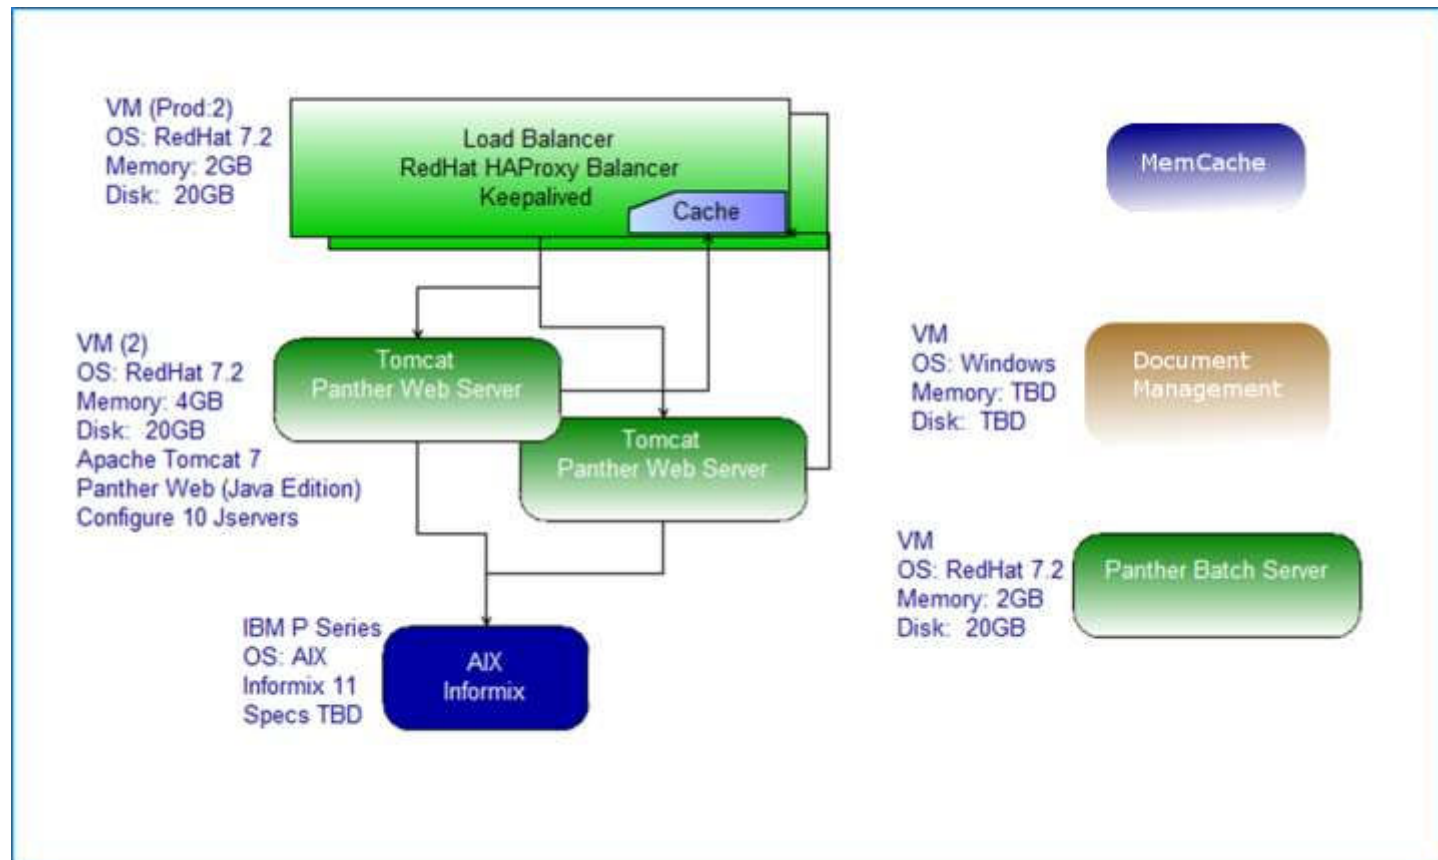 VM (Prod:2)
OS: RedHat 7.2
Memory: 2GB
Disk: 20GB
Load Balancer
RedHat HAProxy Balancer
Keepalived
Cache
MemCache
VM (2)
OS: RedHat 7.2
Memory: 4GB
Disk: 20GB
Apache Tomcat 7
Panther Web (Java Edition)
Configure 10 Jservers
Tomcat
Panther Web Server
Tomcat
Panther Web Server
VM
OS: Windows
Memory: TBD
Disk: TBD
Document
Management
VM
OS: RedHat 7.2
Memory: 2GB
Disk: 20GB
Panther Batch Server
IBM P Series
OS: AIX
Informix 11
Specs TBD
AIX
Informix